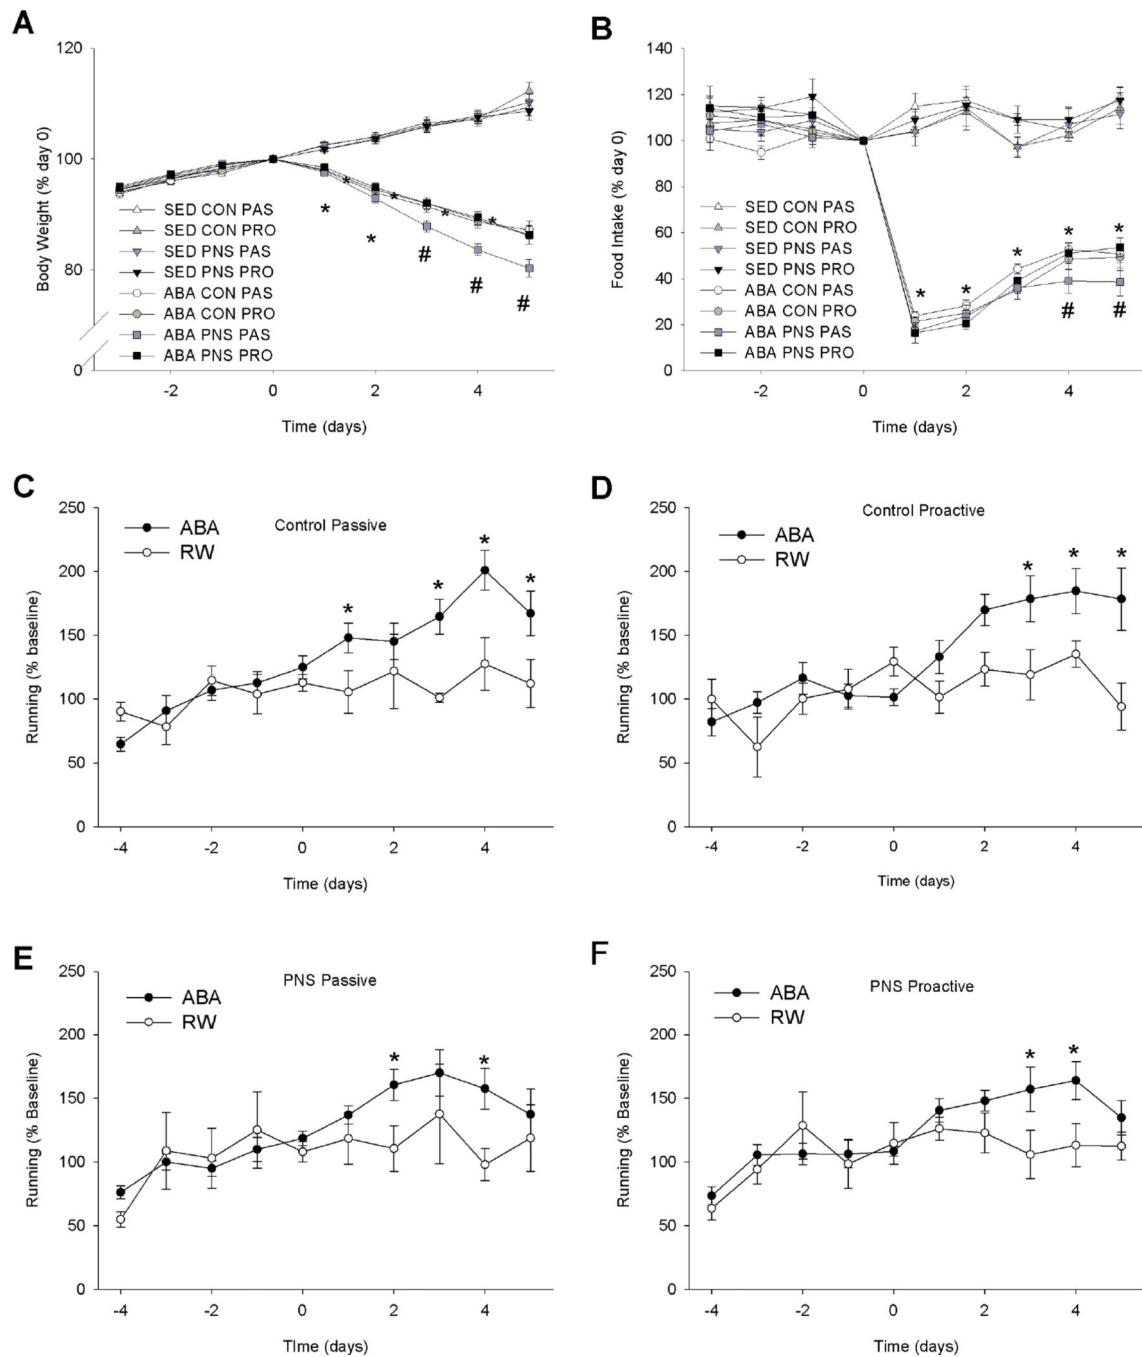 A
120
100
80
0
Body Weight (% day 0)
SED CON PAS
SED CON PRO
SED PNS PAS
SED PNS PRO
ABA CON PAS
ABA CON PRO
ABA PNS PAS
ABA PNS PRO
* * * * * *
# # #
-2 0 2 4
Time (days)
B
140
120
100
80
60
40
20
0
Food Intake (% day 0)
SED CON PAS
SED CON PRO
SED PNS PAS
SED PNS PRO
ABA CON PAS
ABA CON PRO
ABA PNS PAS
ABA PNS PRO
* * * * *
# #
-2 0 2 4
Time (days)
C
Control Passive
ABA
RW
250
200
150
100
50
0
Running (% baseline)
* * * *
-4 -2 0 2 4
Time (days)
D
Control Proactive
ABA
RW
250
200
150
100
50
0
Running (% baseline)
* * *
-4 -2 0 2 4
Time (days)
E
PNS Passive
ABA
RW
250
200
150
100
50
0
Running (% Baseline)
* *
-4 -2 0 2 4
TIme (days)
F
PNS Proactive
ABA
RW
250
200
150
100
50
0
Running (% Baseline)
* *
-4 -2 0 2 4
Time (days)